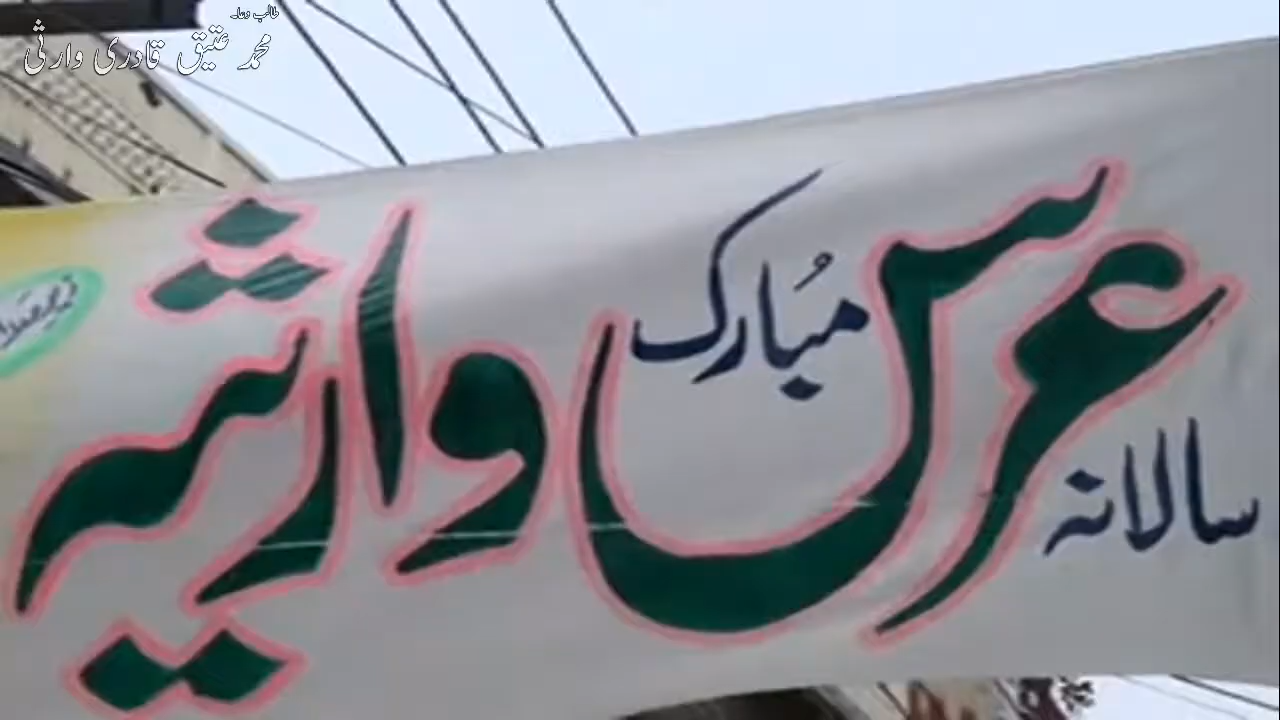 طالب دعا۔
محمد عتیق قادری وارثی
سالانہ عرس مبارک وارثیہ